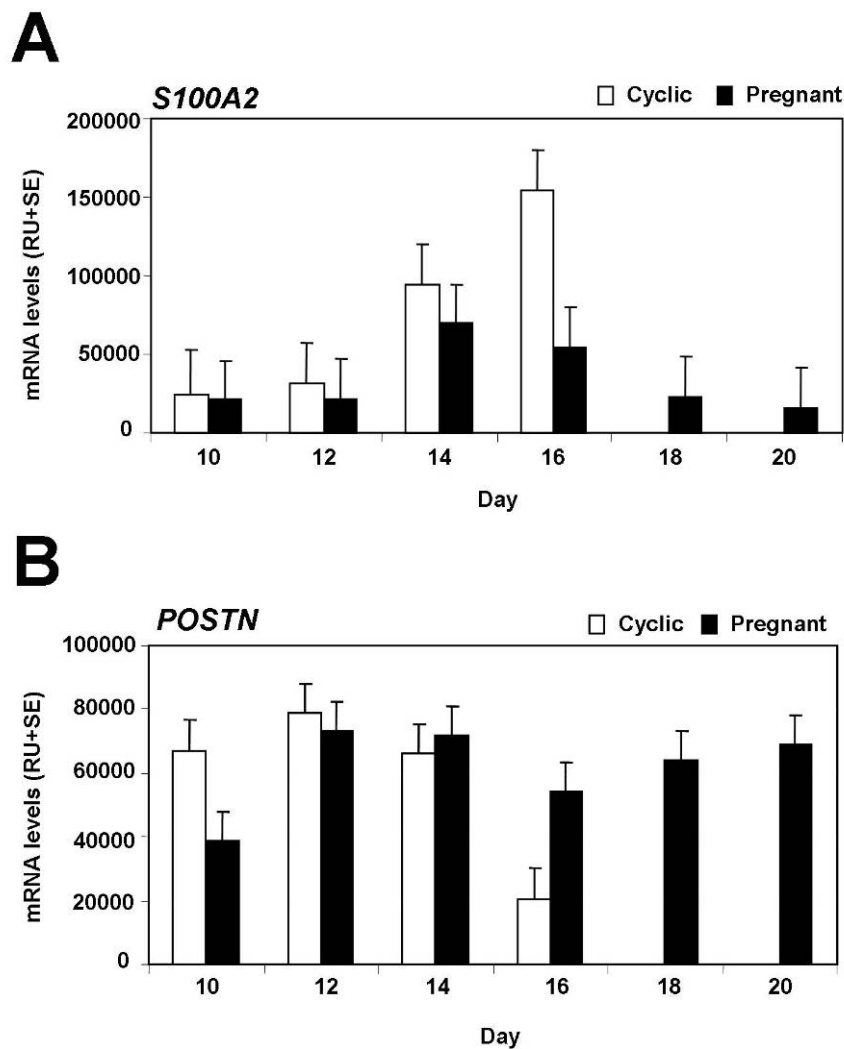 A
S100A2
Cyclic Pregnant
200000
150000
100000
50000
0
mRNA levels (RU+SE)
10 12 14 16 18 20
Day
B
POSTN
Cyclic Pregnant
100000
80000
60000
40000
20000
0
mRNA levels (RU+SE)
10 12 14 16 18 20
Day